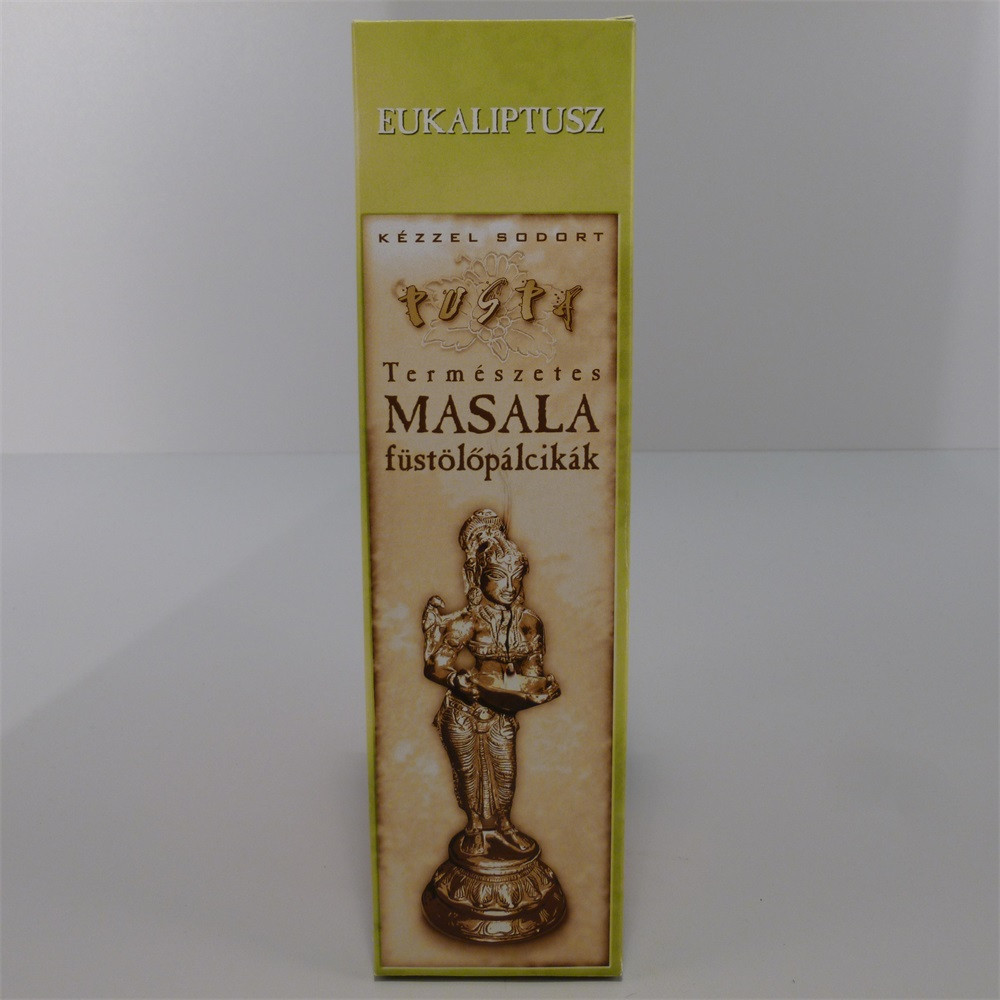 EUKALIPTUSZ
KÉZZEL SODORT
PUSPA
Természetes
MASALA
füstölőpálcikák